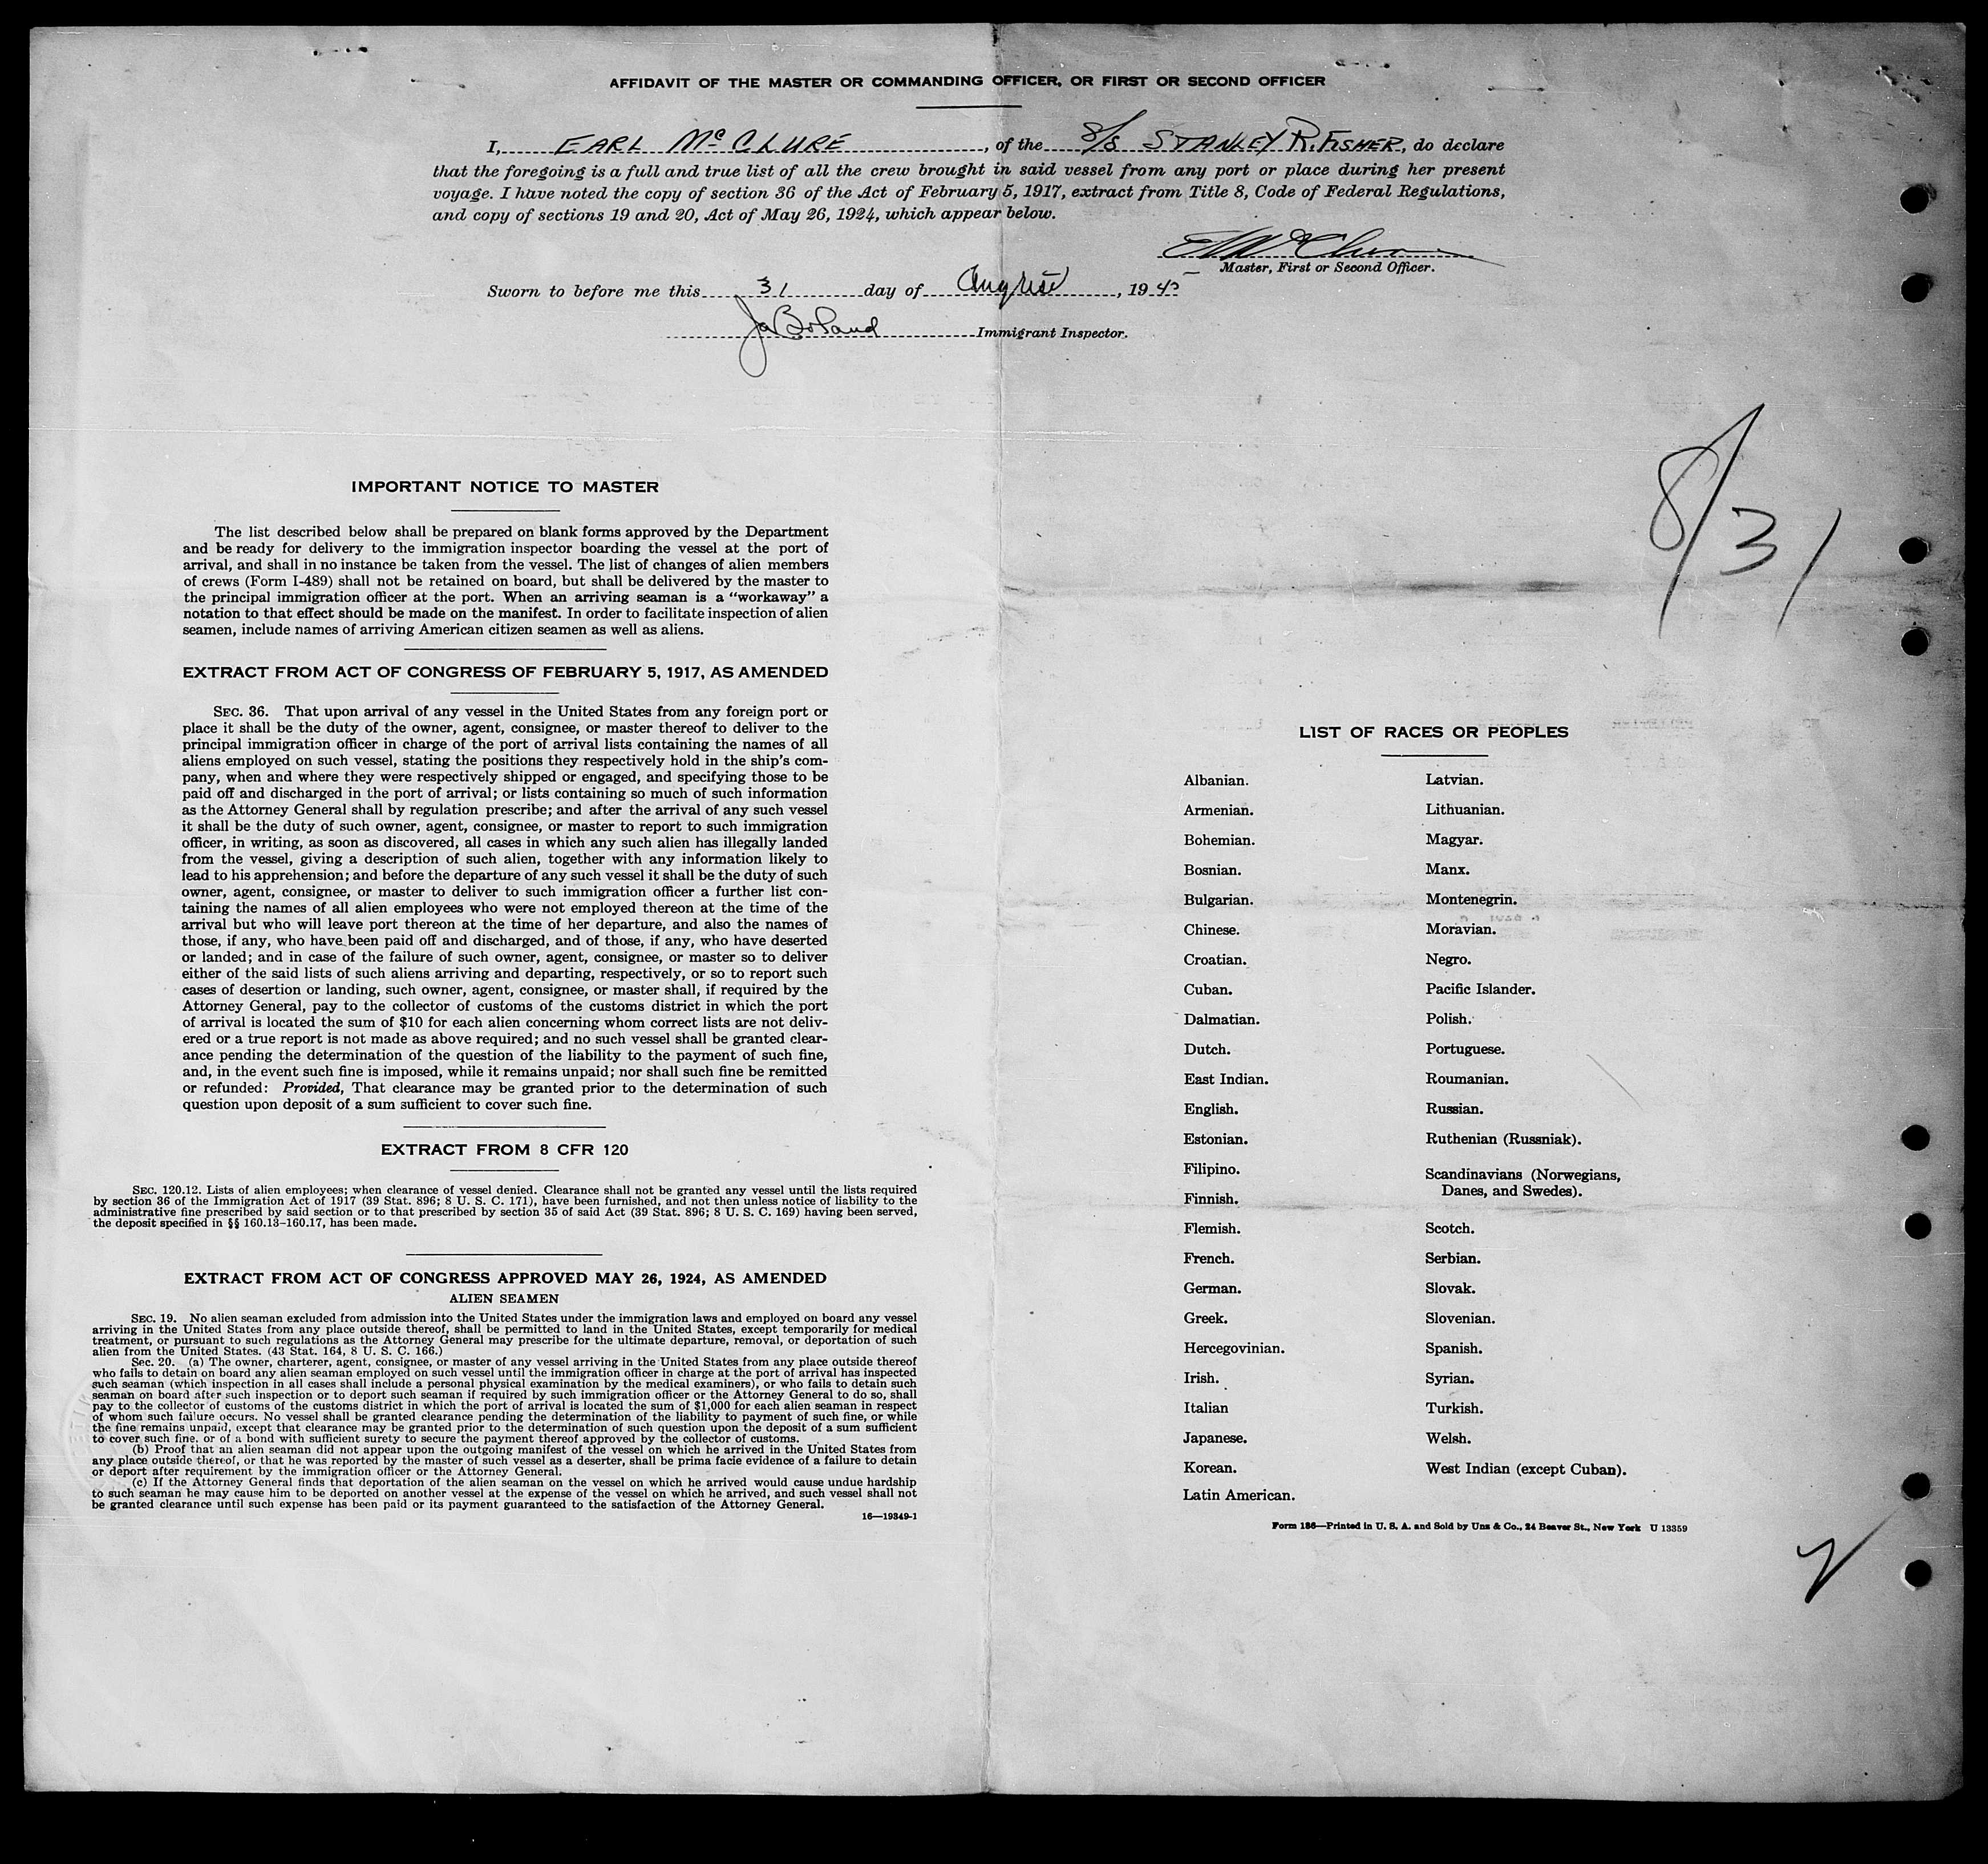 AFFIDAVIT OF THE MASTER OR COMMANDING OFFICER, OR FIRST OR SECOND OFFICER
I, EARL McCLURE, of the S/S STANLEY R. FISHER, do declare
that the foregoing is a full and true list of all the crew brought in said vessel from any port or place during her present
voyage. I have noted the copy of section 36 of the Act of February 5, 1917, extract from Title 8, Code of Federal Regulations,
and copy of sections 19 and 20, Act of May 26, 1924, which appear below.
E McClure
Master, First or Second Officer.
Sworn to before me this 31 day of August, 1945
Immigrant Inspector.
8/31
IMPORTANT NOTICE TO MASTER
The list described below shall be prepared on blank forms approved by the Department
and be ready for delivery to the immigration inspector boarding the vessel at the port of
arrival, and shall in no instance be taken from the vessel. The list of changes of alien members
of crews (Form I-489) shall not be retained on board, but shall be delivered by the master to
the principal immigration officer at the port. When an arriving seaman is a “workaway” a
notation to that effect should be made on the manifest. In order to facilitate inspection of alien
seamen, include names of arriving American citizen seamen as well as aliens.
EXTRACT FROM ACT OF CONGRESS OF FEBRUARY 5, 1917, AS AMENDED
SEC. 36. That upon arrival of any vessel in the United States from any foreign port or
place it shall be the duty of the owner, agent, consignee, or master thereof to deliver to the
principal immigration officer in charge of the port of arrival lists containing the names of all
aliens employed on such vessel, stating the positions they respectively hold in the ship’s com-
pany, when and where they were respectively shipped or engaged, and specifying those to be
paid off and discharged in the port of arrival; or lists containing so much of such information
as the Attorney General shall by regulation prescribe; and after the arrival of any such vessel
it shall be the duty of such owner, agent, consignee, or master to report to such immigration
officer, in writing, as soon as discovered, all cases in which any such alien has illegally landed
from the vessel, giving a description of such alien, together with any information likely to
lead to his apprehension; and before the departure of any such vessel it shall be the duty of such
owner, agent, consignee, or master to deliver to such immigration officer a further list con-
taining the names of all alien employees who were not employed thereon at the time of the
arrival but who will leave port thereon at the time of her departure, and also the names of
those, if any, who have been paid off and discharged, and of those, if any, who have deserted
or landed; and in case of the failure of such owner, agent, consignee, or master so to deliver
either of the said lists of such aliens arriving and departing, respectively, or so to report such
cases of desertion or landing, such owner, agent, consignee, or master shall, if required by the
Attorney General, pay to the collector of customs of the customs district in which the port
of arrival is located the sum of $10 for each alien concerning whom correct lists are not deliv-
ered or a true report is not made as above required; and no such vessel shall be granted clear-
ance pending the determination of the question of the liability to the payment of such fine,
and, in the event such fine is imposed, while it remains unpaid; nor shall such fine be remitted
or refunded: Provided, That clearance may be granted prior to the determination of such
question upon deposit of a sum sufficient to cover such fine.
EXTRACT FROM 8 CFR 120
SEC. 120.12. Lists of alien employees; when clearance of vessel denied. Clearance shall not be granted any vessel until the lists required
by section 36 of the Immigration Act of 1917 (39 Stat. 896; 8 U. S. C. 171), have been furnished, and not then unless notice of liability to the
administrative fine prescribed by said section or to that prescribed by section 35 of said Act (39 Stat. 896; 8 U. S. C. 169) having been served,
the deposit specified in §§ 160.13–160.17, has been made.
EXTRACT FROM ACT OF CONGRESS APPROVED MAY 26, 1924, AS AMENDED
ALIEN SEAMEN
SEC. 19. No alien seaman excluded from admission into the United States under the immigration laws and employed on board any vessel
arriving in the United States from any place outside thereof, shall be permitted to land in the United States, except temporarily for medical
treatment, or pursuant to such regulations as the Attorney General may prescribe for the ultimate departure, removal, or deportation of such
alien from the United States. (43 Stat. 164, 8 U. S. C. 166.)
Sec. 20. (a) The owner, charterer, agent, consignee, or master of any vessel arriving in the United States from any place outside thereof
who fails to detain on board any alien seaman employed on such vessel until the immigration officer in charge at the port of arrival has inspected
such seaman (which inspection in all cases shall include a personal physical examination by the medical examiners), or who fails to detain such
seaman on board after such inspection or to deport such seaman if required by such immigration officer or the Attorney General to do so, shall
pay to the collector of customs of the customs district in which the port of arrival is located the sum of $1,000 for each alien seaman in respect
of whom such failure occurs. No vessel shall be granted clearance pending the determination of the liability to payment of such fine, or while
the fine remains unpaid, except that clearance may be granted prior to the determination of such question upon the deposit of a sum sufficient
to cover such fine. or of a bond with sufficient surety to secure the payment thereof approved by the collector of customs.
(b) Proof that an alien seaman did not appear upon the outgoing manifest of the vessel on which he arrived in the United States from
any place outside thereof, or that he was reported by the master of such vessel as a deserter, shall be prima facie evidence of a failure to detain
or deport after requirement by the immigration officer or the Attorney General.
(c) If the Attorney General finds that deportation of the alien seaman on the vessel on which he arrived would cause undue hardship
to such seaman he may cause him to be deported on another vessel at the expense of the vessel on which he arrived, and such vessel shall not
be granted clearance until such expense has been paid or its payment guaranteed to the satisfaction of the Attorney General.
16—19349-1
LIST OF RACES OR PEOPLES
Albanian.
Armenian.
Bohemian.
Bosnian.
Bulgarian.
Chinese.
Croatian.
Cuban.
Dalmatian.
Dutch.
East Indian.
English.
Estonian.
Filipino.
Finnish.
Flemish.
French.
German.
Greek.
Hercegovinian.
Irish.
Italian
Japanese.
Korean.
Latin American.
Latvian.
Lithuanian.
Magyar.
Manx.
Montenegrin.
Moravian.
Negro.
Pacific Islander.
Polish.
Portuguese.
Roumanian.
Russian.
Ruthenian (Russniak).
Scandinavians (Norwegians,
Danes, and Swedes).
Scotch.
Serbian.
Slovak.
Slovenian.
Spanish.
Syrian.
Turkish.
Welsh.
West Indian (except Cuban).
Form 186—Printed in U. S. A. and Sold by Unz & Co., 24 Beaver St., New York U 13359